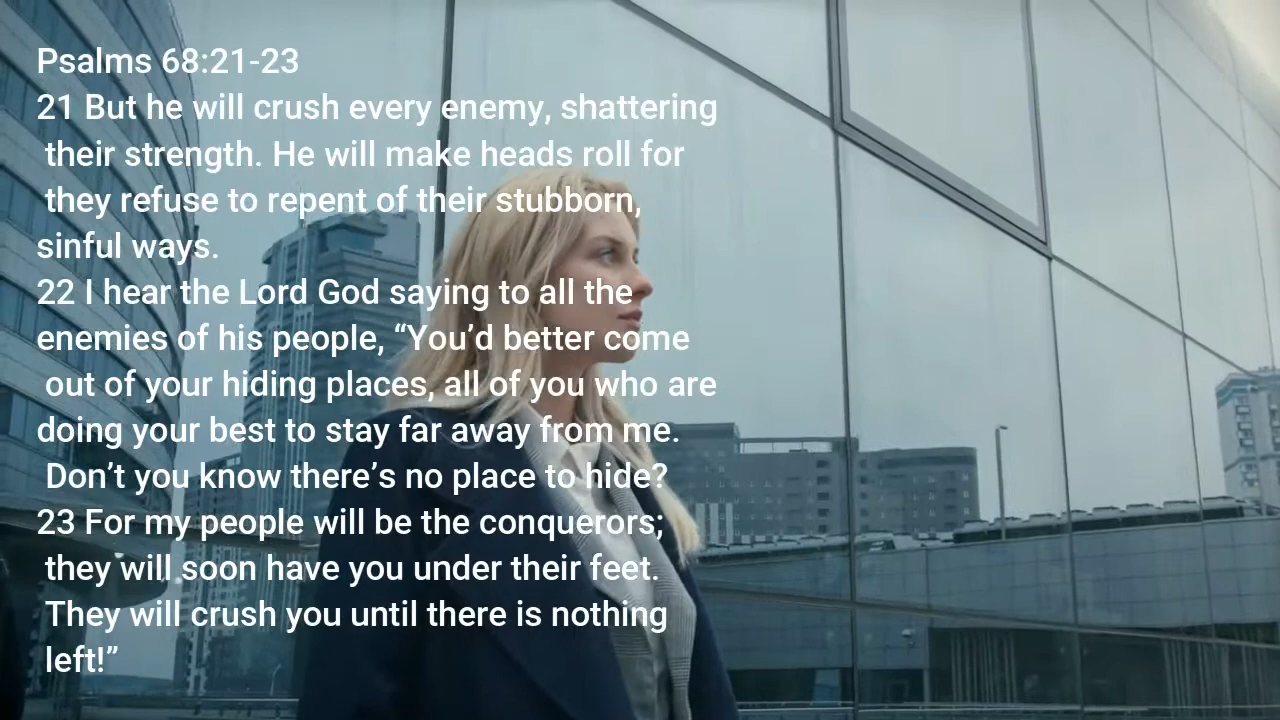 Psalms 68:21-23
21 But he will crush every enemy, shattering
their strength. He will make heads roll for
they refuse to repent of their stubborn,
sinful ways.
22 I hear the Lord God saying to all the
enemies of his people, “You’d better come
out of your hiding places, all of you who are
doing your best to stay far away from me.
Don’t you know there’s no place to hide?
23 For my people will be the conquerors;
they will soon have you under their feet.
They will crush you until there is nothing
left!”